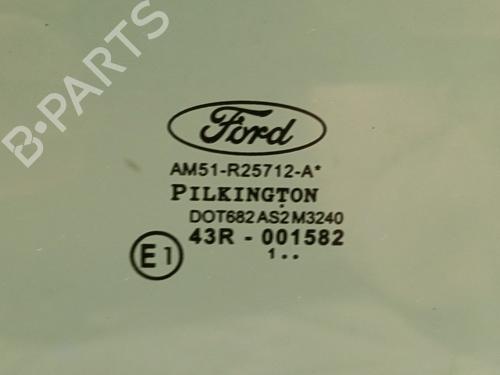 B-PARTS
Ford
AM51-R25712-A*
PILKINGTON
DOT682 AS2 M3240
43R - 001582
E1
1..